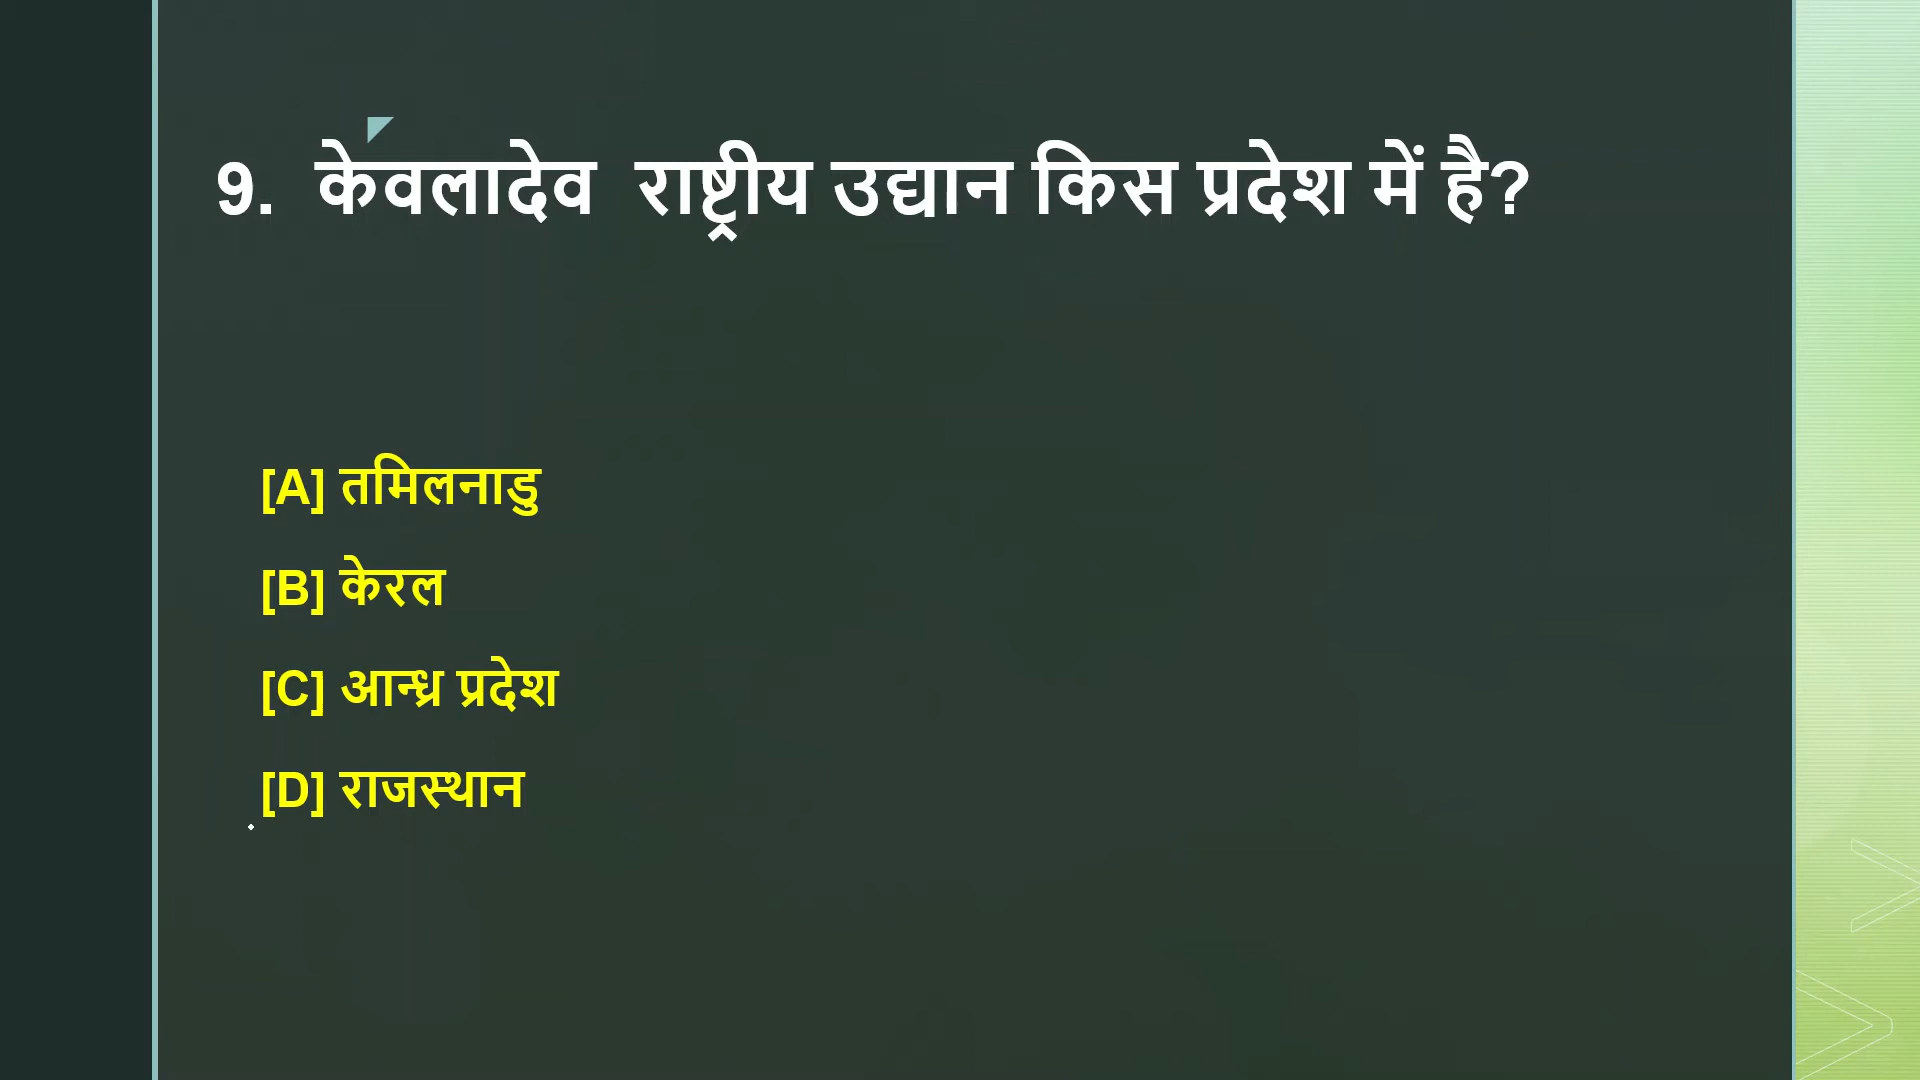 9. केवलादेव राष्ट्रीय उद्यान किस प्रदेश में है?
[A] तमिलनाडु
[B] केरल
[C] आन्ध्र प्रदेश
[D] राजस्थान